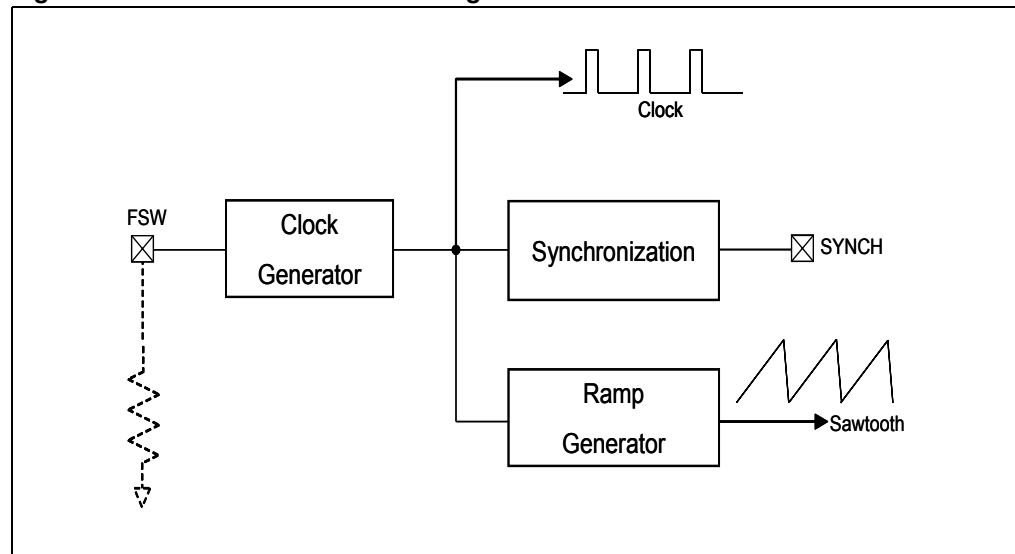 Clock
FSW
Clock
Generator
Synchronization
SYNCH
Ramp
Generator
Sawtooth